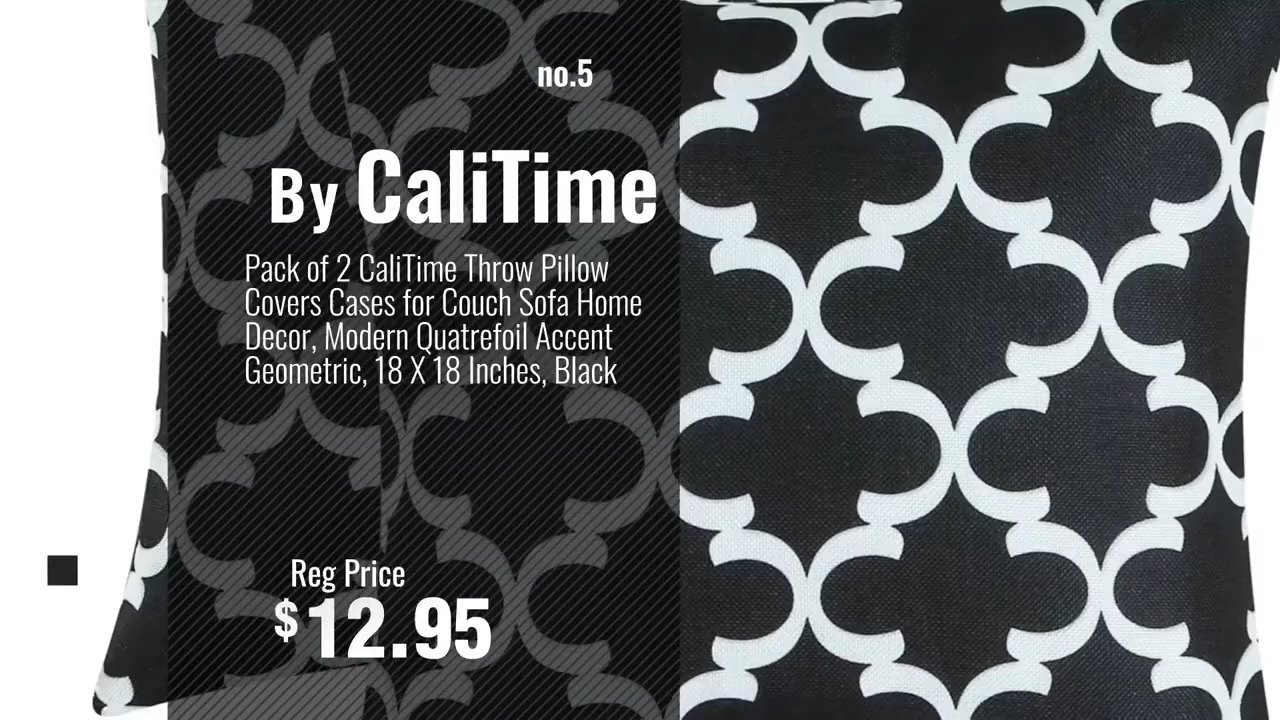 no.5
By CaliTime
Pack of 2 CaliTime Throw Pillow
Covers Cases for Couch Sofa Home
Decor, Modern Quatrefoil Accent
Geometric, 18 X 18 Inches, Black
Reg Price
$12.95